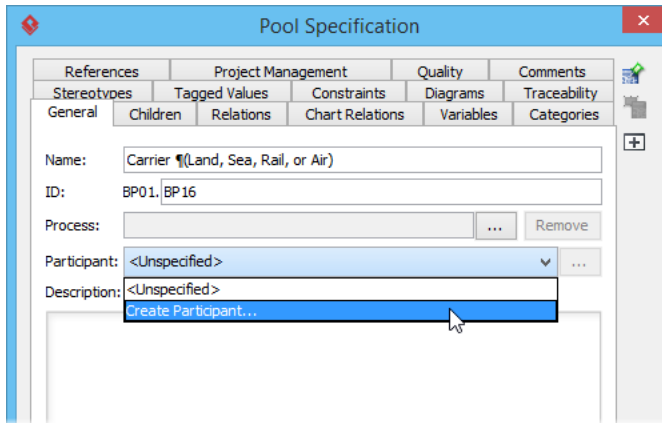 Pool Specification
×
References Project Management Quality Comments
Stereotypes Tagged Values Constraints Diagrams Traceability
General Children Relations Chart Relations Variables Categories
Name: Carrier ¶(Land, Sea, Rail, or Air)
ID: BP01. BP16
Process: ... Remove
Participant: <Unspecified> ...
Description: <Unspecified>
Create Participant...